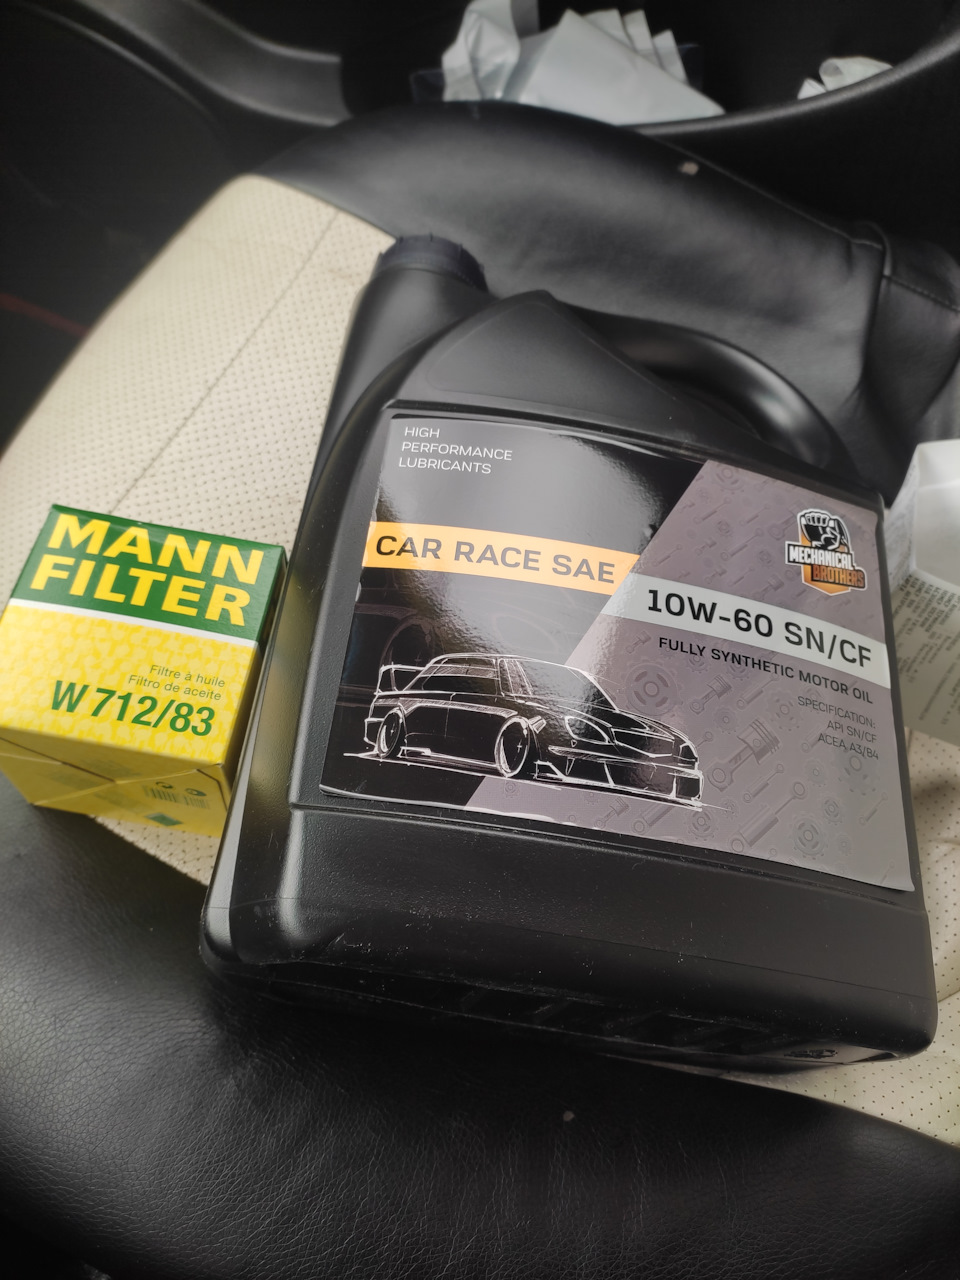 HIGH
PERFORMANCE
LUBRICANTS
CAR RACE SAE
MECHANICAL
BROTHERS
10W-60 SN/CF
FULLY SYNTHETIC MOTOR OIL
SPECIFICATION:
API SN/CF
ACEA A3/B4
MANN
FILTER
Filtre à huile
Filtro de aceite
W 712/83